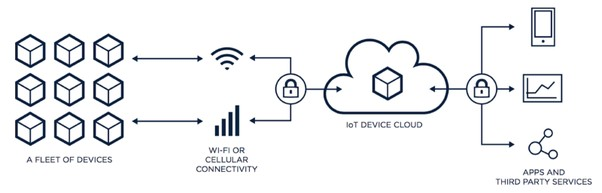 A FLEET OF DEVICES
WI-FI OR
CELLULAR
CONNECTIVITY
IoT DEVICE CLOUD
APPS AND
THIRD PARTY SERVICES